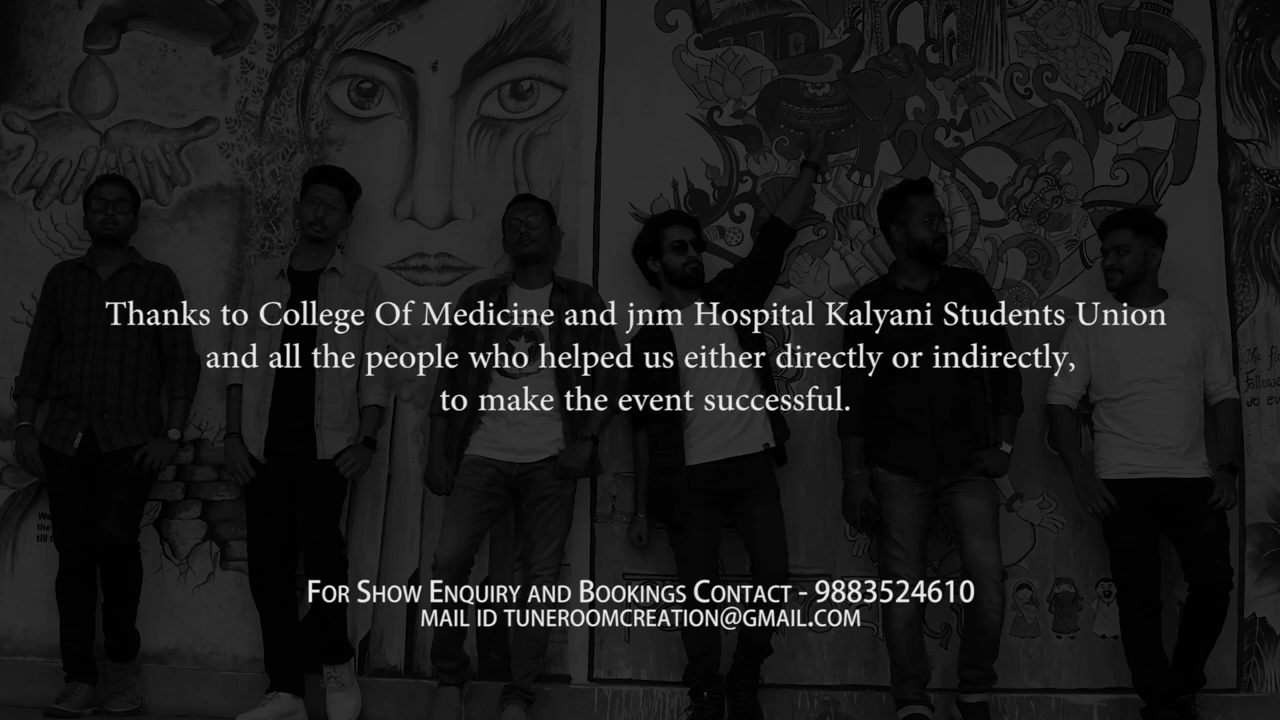 Thanks to College Of Medicine and jnm Hospital Kalyani Students Union
and all the people who helped us either directly or indirectly,
to make the event successful.
For Show Enquiry and Bookings Contact - 9883524610
MAIL ID TUNEROOMCREATION@GMAIL.COM